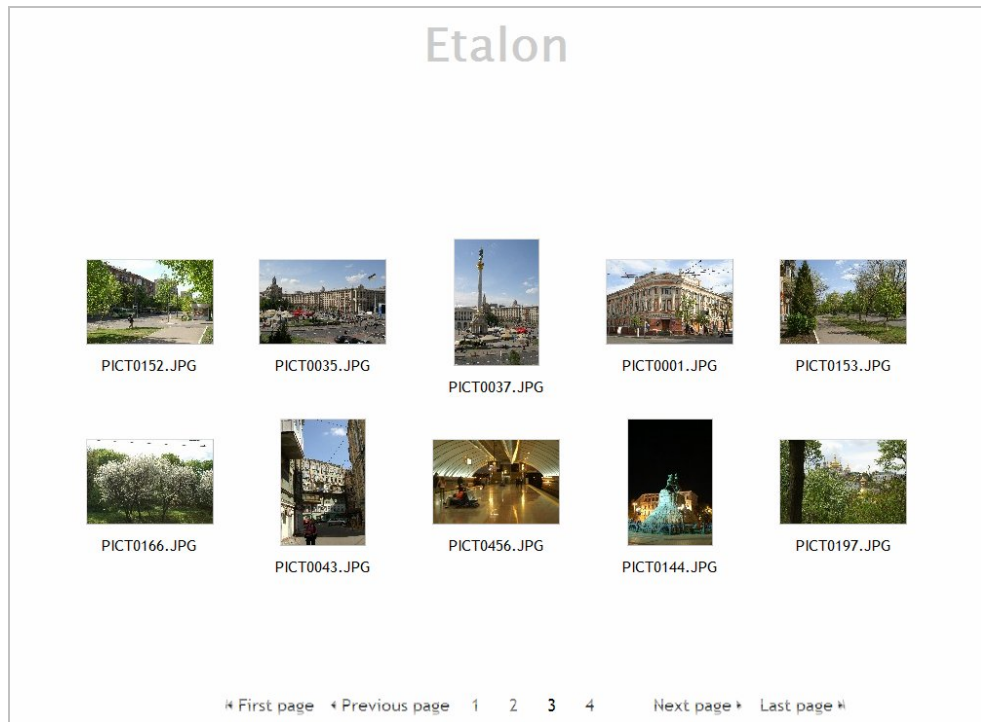 Etalon
PICT0152.JPG
PICT0035.JPG
PICT0037.JPG
PICT0001.JPG
PICT0153.JPG
PICT0166.JPG
PICT0043.JPG
PICT0456.JPG
PICT0144.JPG
PICT0197.JPG
First page Previous page 1 2 3 4 Next page Last page